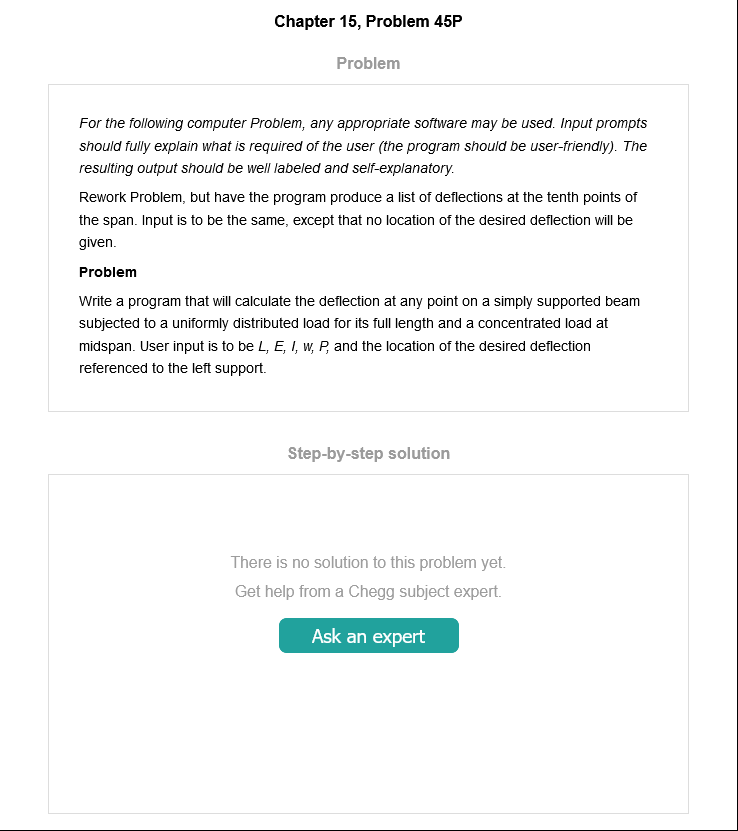 Chapter 15, Problem 45P
Problem
For the following computer Problem, any appropriate software may be used. Input prompts
should fully explain what is required of the user (the program should be user-friendly). The
resulting output should be well labeled and self-explanatory.
Rework Problem, but have the program produce a list of deflections at the tenth points of
the span. Input is to be the same, except that no location of the desired deflection will be
given.
Problem
Write a program that will calculate the deflection at any point on a simply supported beam
subjected to a uniformly distributed load for its full length and a concentrated load at
midspan. User input is to be L, E, I, w, P, and the location of the desired deflection
referenced to the left support.
Step-by-step solution
There is no solution to this problem yet.
Get help from a Chegg subject expert.
Ask an expert